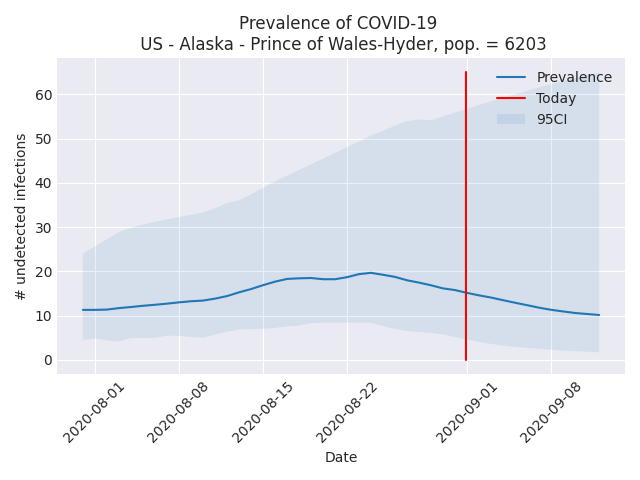 Prevalence of COVID-19
US - Alaska - Prince of Wales-Hyder, pop. = 6203
Prevalence
Today
95CI
# undetected infections
60
50
40
30
20
10
0
2020-08-01
2020-08-08
2020-08-15
2020-08-22
2020-09-01
2020-09-08
Date